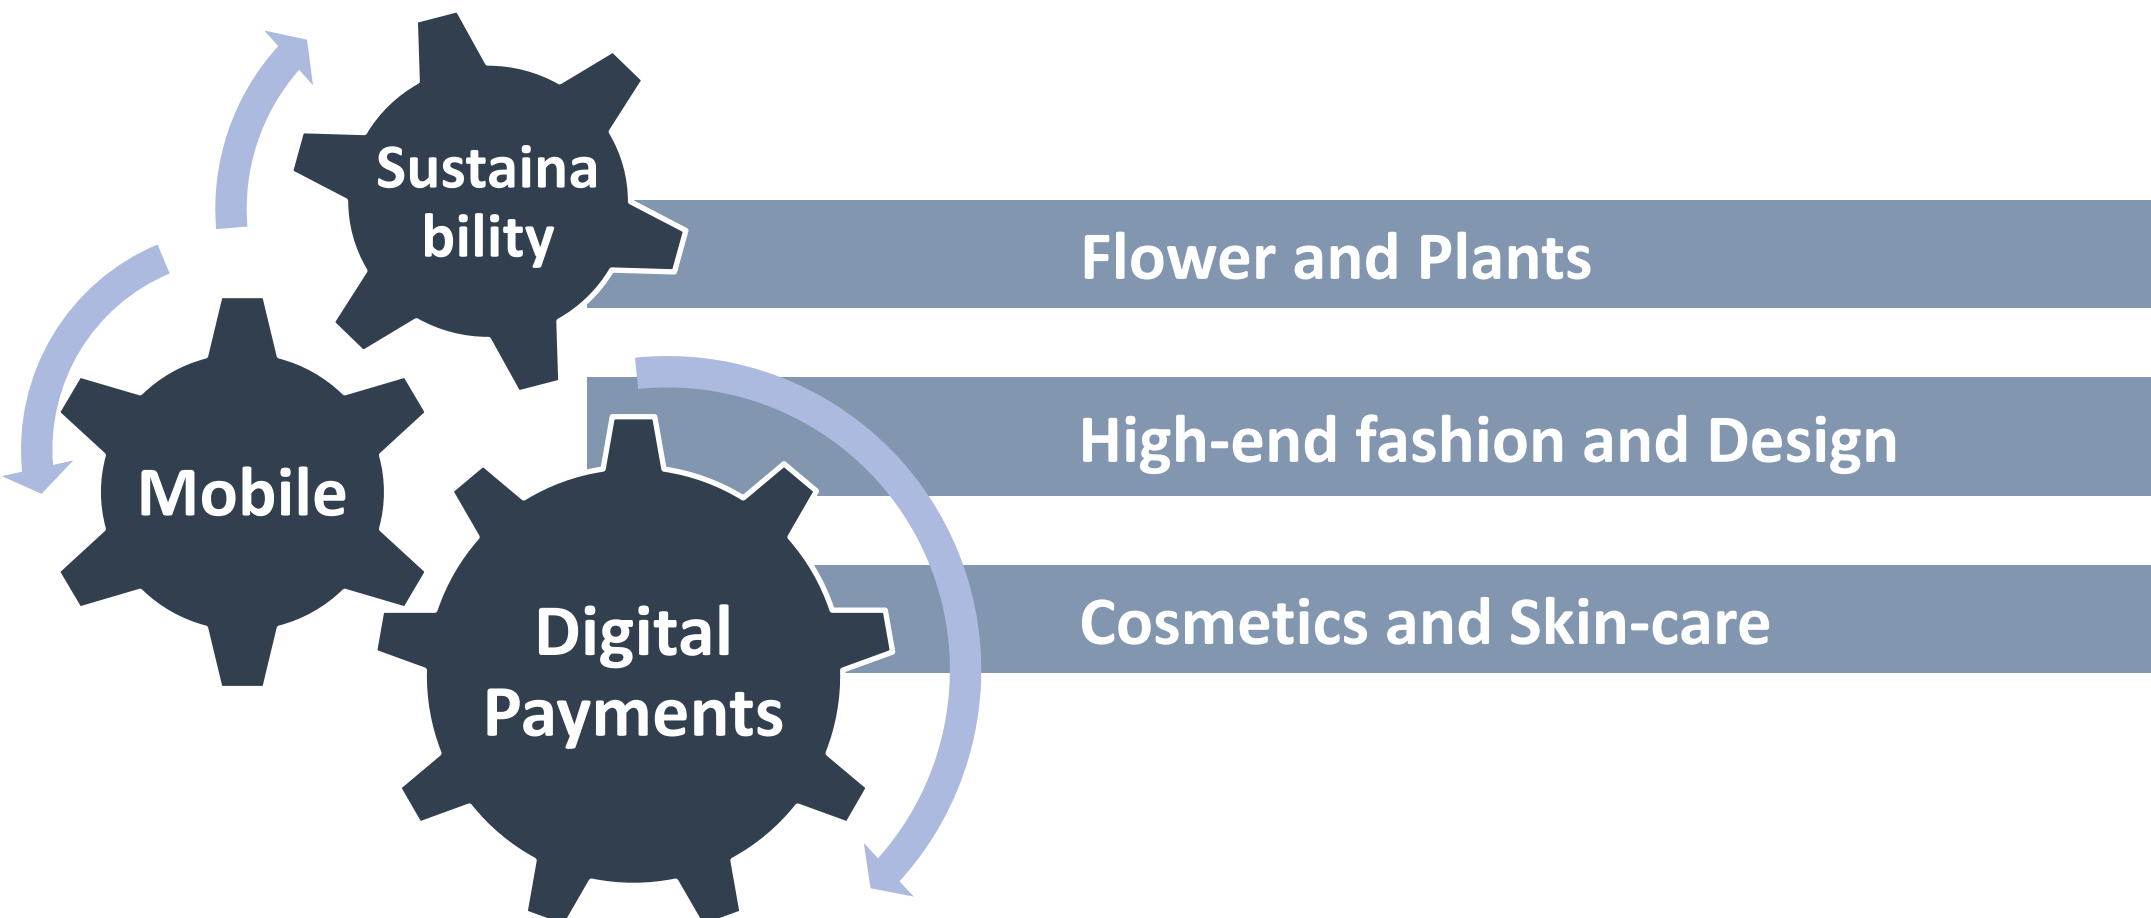 Sustaina
bility
Flower and Plants
High-end fashion and Design
Mobile
Cosmetics and Skin-care
Digital
Payments